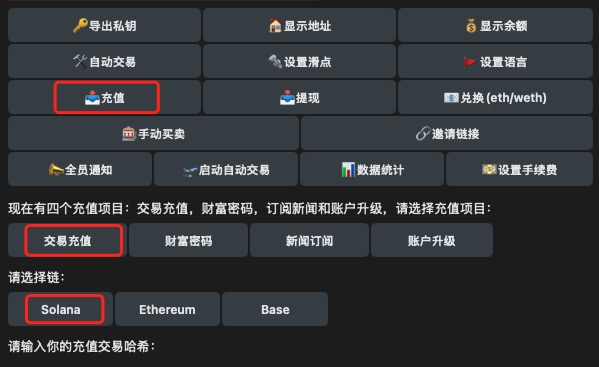 导出私钥 显示地址 显示余额
自动交易 设置滑点 设置语言
充值 提现 兑换(eth/weth)
手动买卖 邀请链接
全员通知 启动自动交易 数据统计 设置手续费
现在有四个充值项目：交易充值，财富密码，订阅新闻和账户升级，请选择充值项目：
交易充值 财富密码 新闻订阅 账户升级
请选择链：
Solana Ethereum Base
请输入你的充值交易哈希：